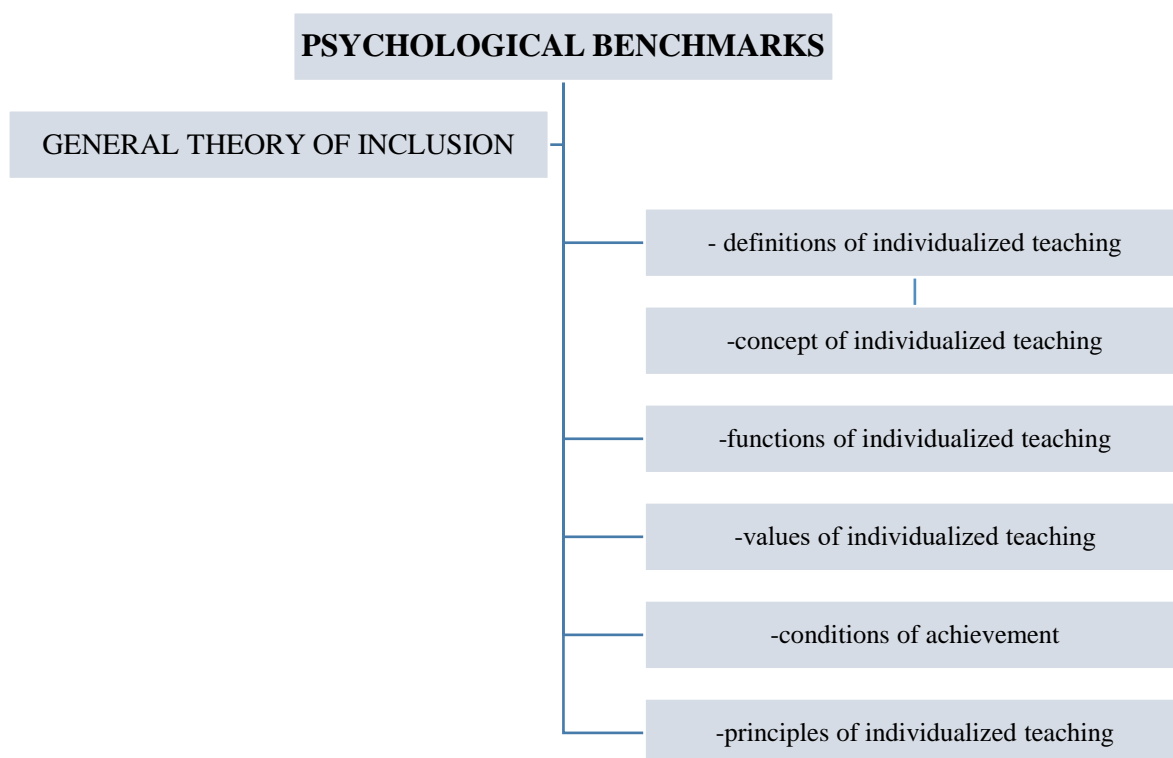 PSYCHOLOGICAL BENCHMARKS
GENERAL THEORY OF INCLUSION
- definitions of individualized teaching
-concept of individualized teaching
-functions of individualized teaching
-values of individualized teaching
-conditions of achievement
-principles of individualized teaching